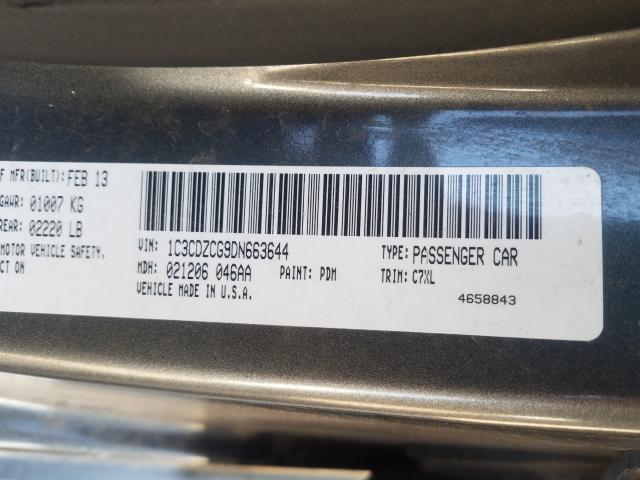 F MFR(BUILT): FEB 13
GAWR: 01007 KG
REAR: 02220 LB
MOTOR VEHICLE SAFETY.
CT ON
VIN: 1C3CDZCG9DN663644
TYPE: PASSENGER CAR
MDH: 021206 046AA
PAINT: PDM
TRIM: C7XL
VEHICLE MADE IN U.S.A.
4658843